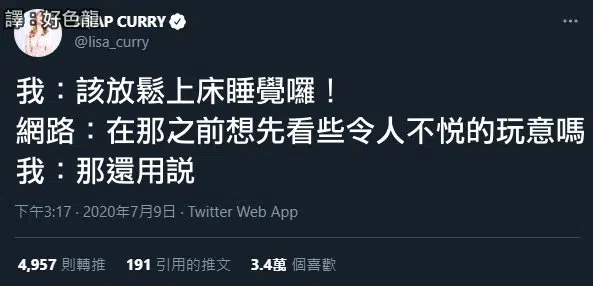 譯：好色龍
CURRY
@lisa_curry
我：該放鬆上床睡覺囉！
網路：在那之前想先看些令人不悦的玩意嗎
我：那還用説
下午3:17 · 2020年7月9日 · Twitter Web App
4,957 則轉推 191 引用的推文 3.4萬 個喜歡